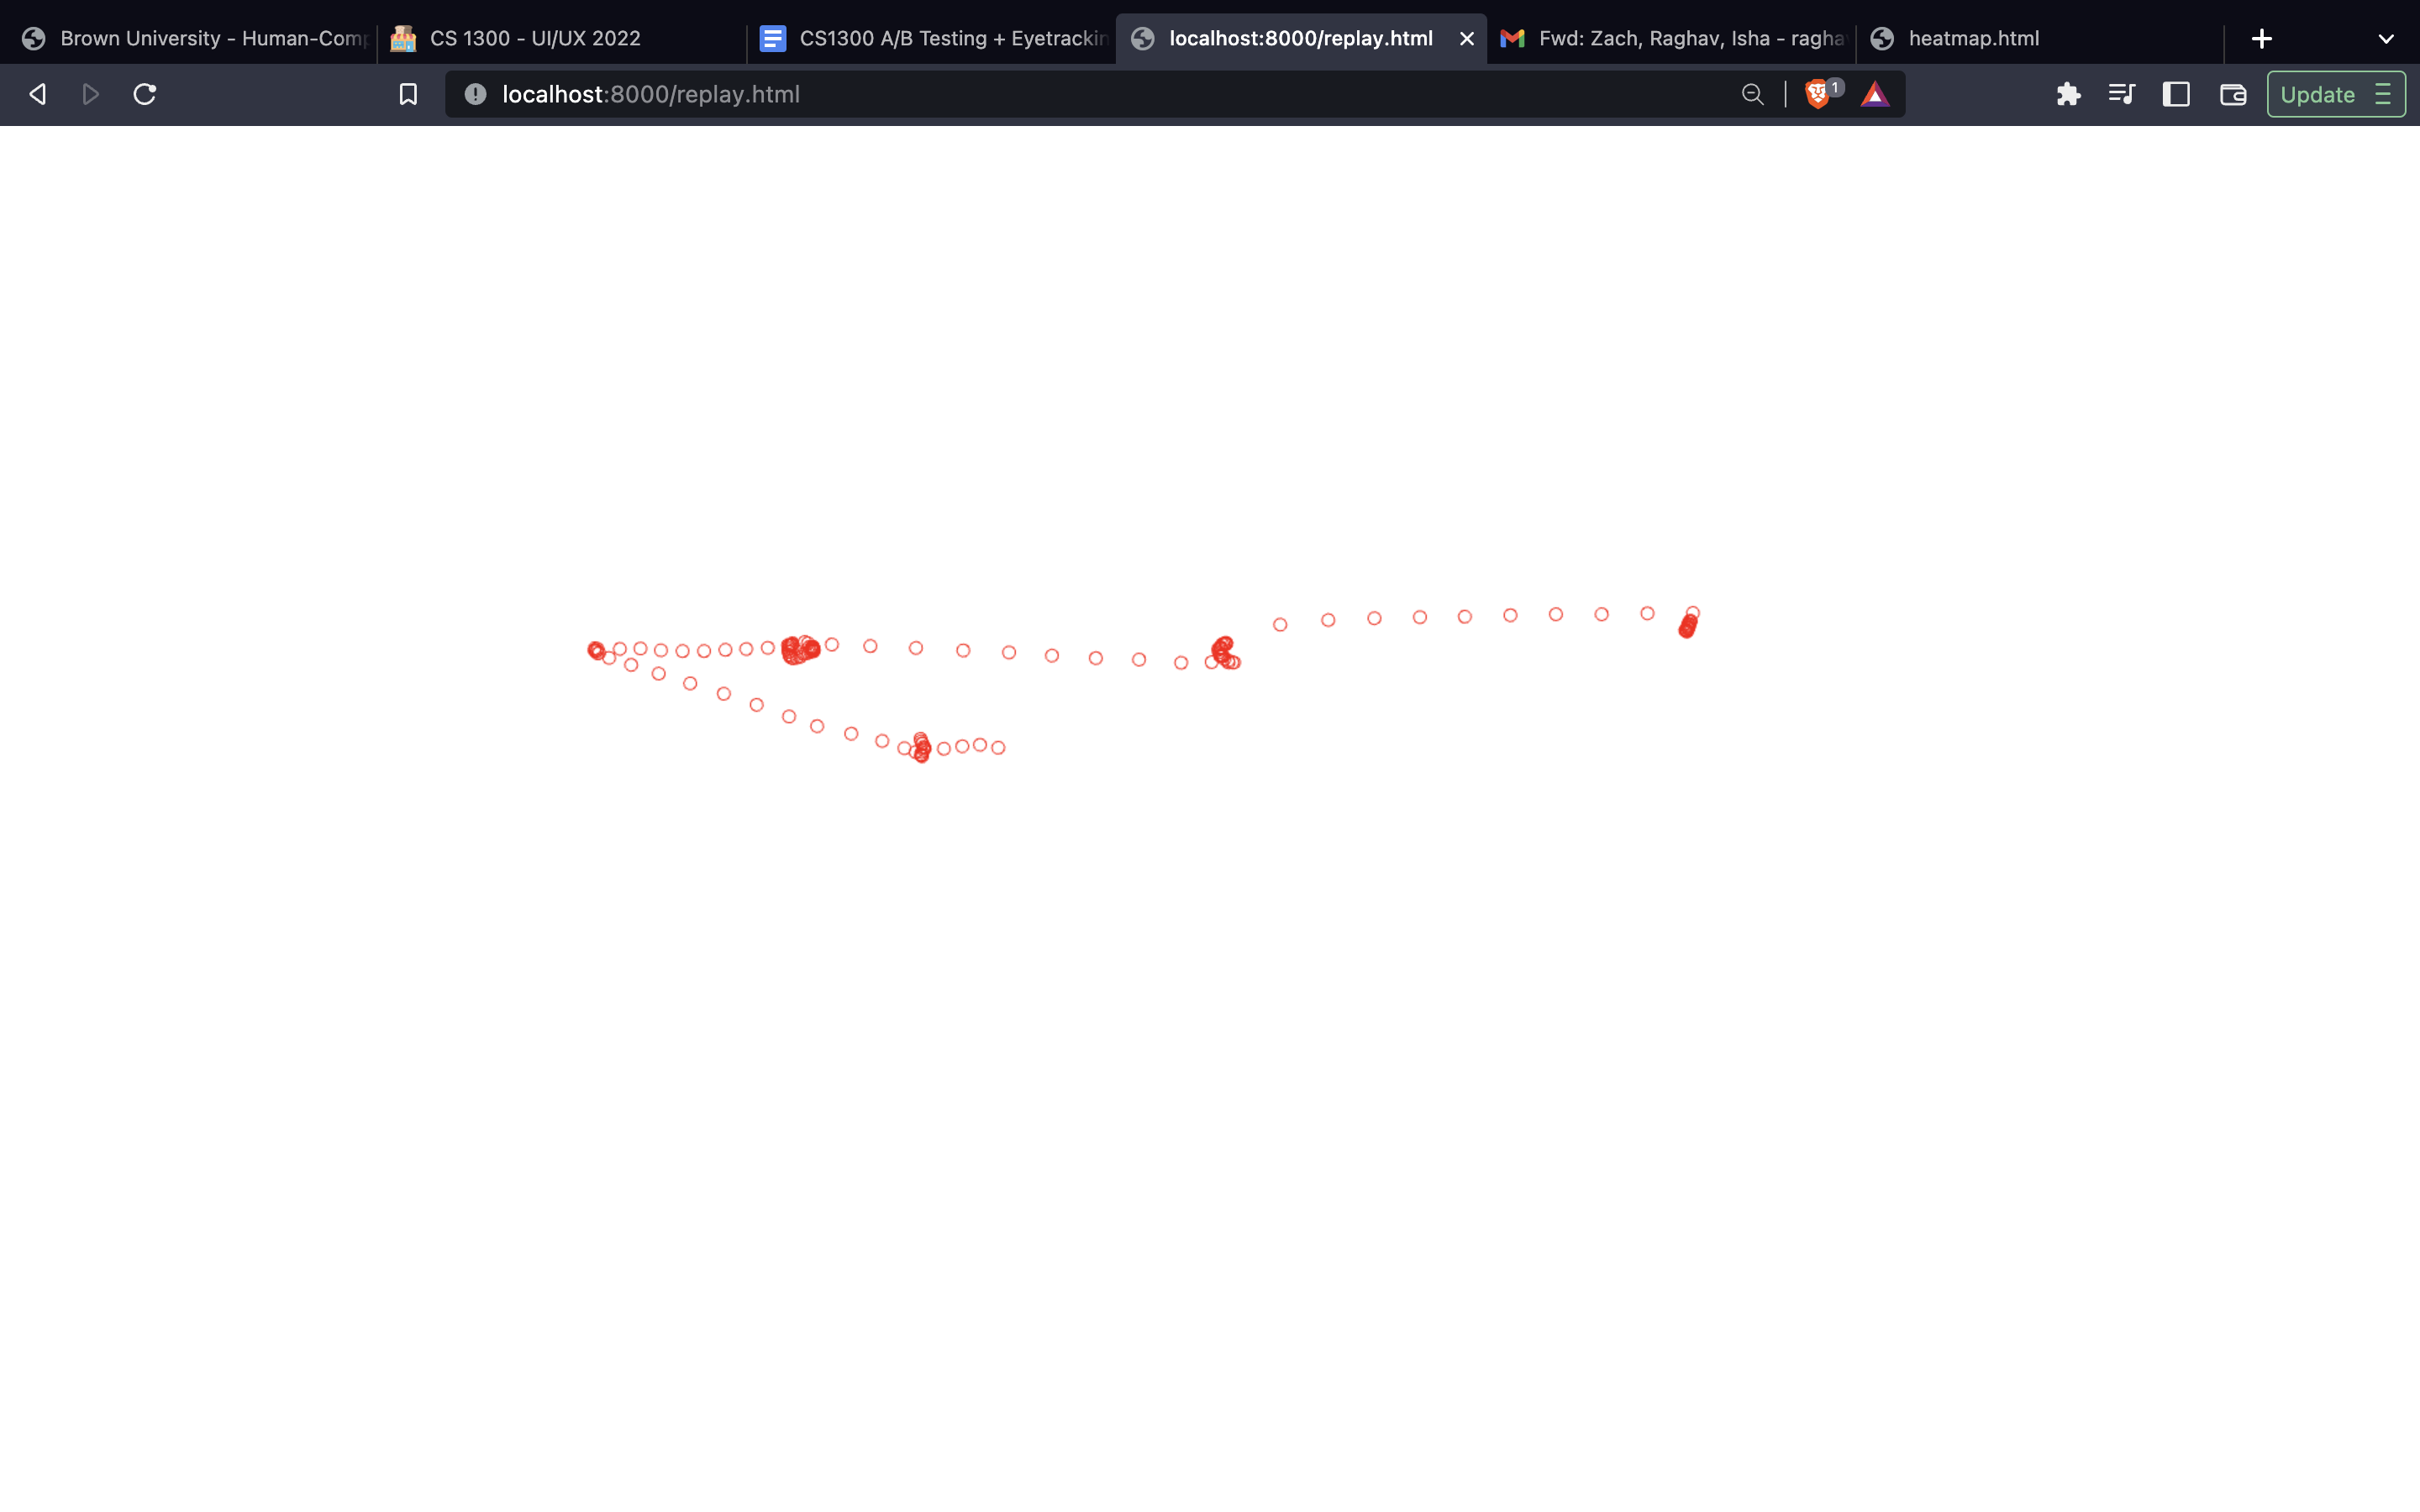 Brown University - Human-Com
CS 1300 - UI/UX 2022
CS1300 A/B Testing + Eyetrackin
localhost:8000/replay.html
Fwd: Zach, Raghav, Isha - ragha
heatmap.html
localhost:8000/replay.html
1
Update